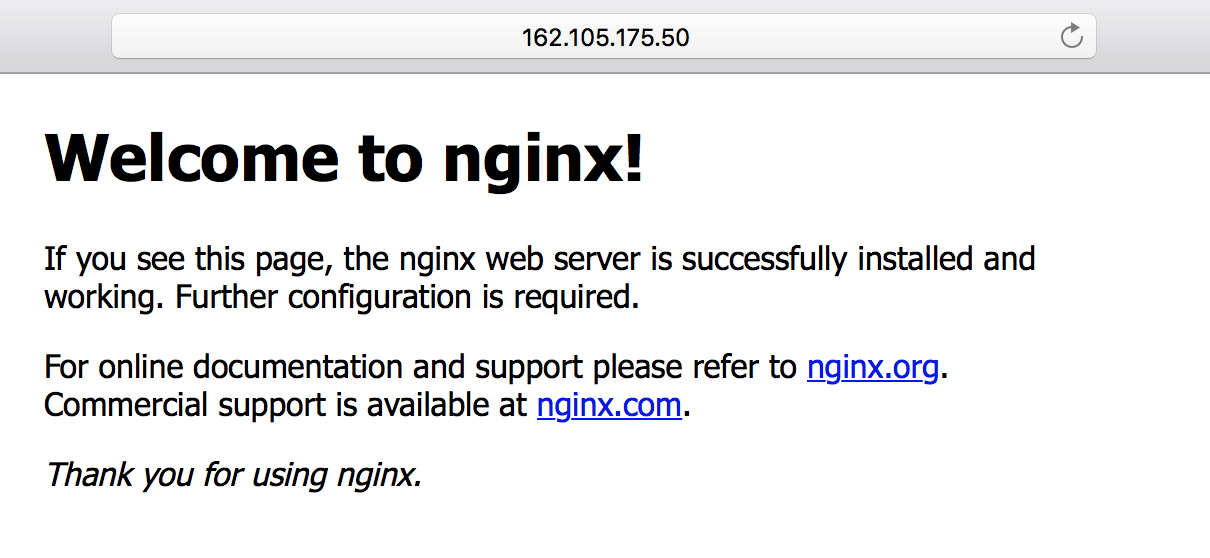 162.105.175.50
Welcome to nginx!
If you see this page, the nginx web server is successfully installed and
working. Further configuration is required.
For online documentation and support please refer to nginx.org.
Commercial support is available at nginx.com.
Thank you for using nginx.